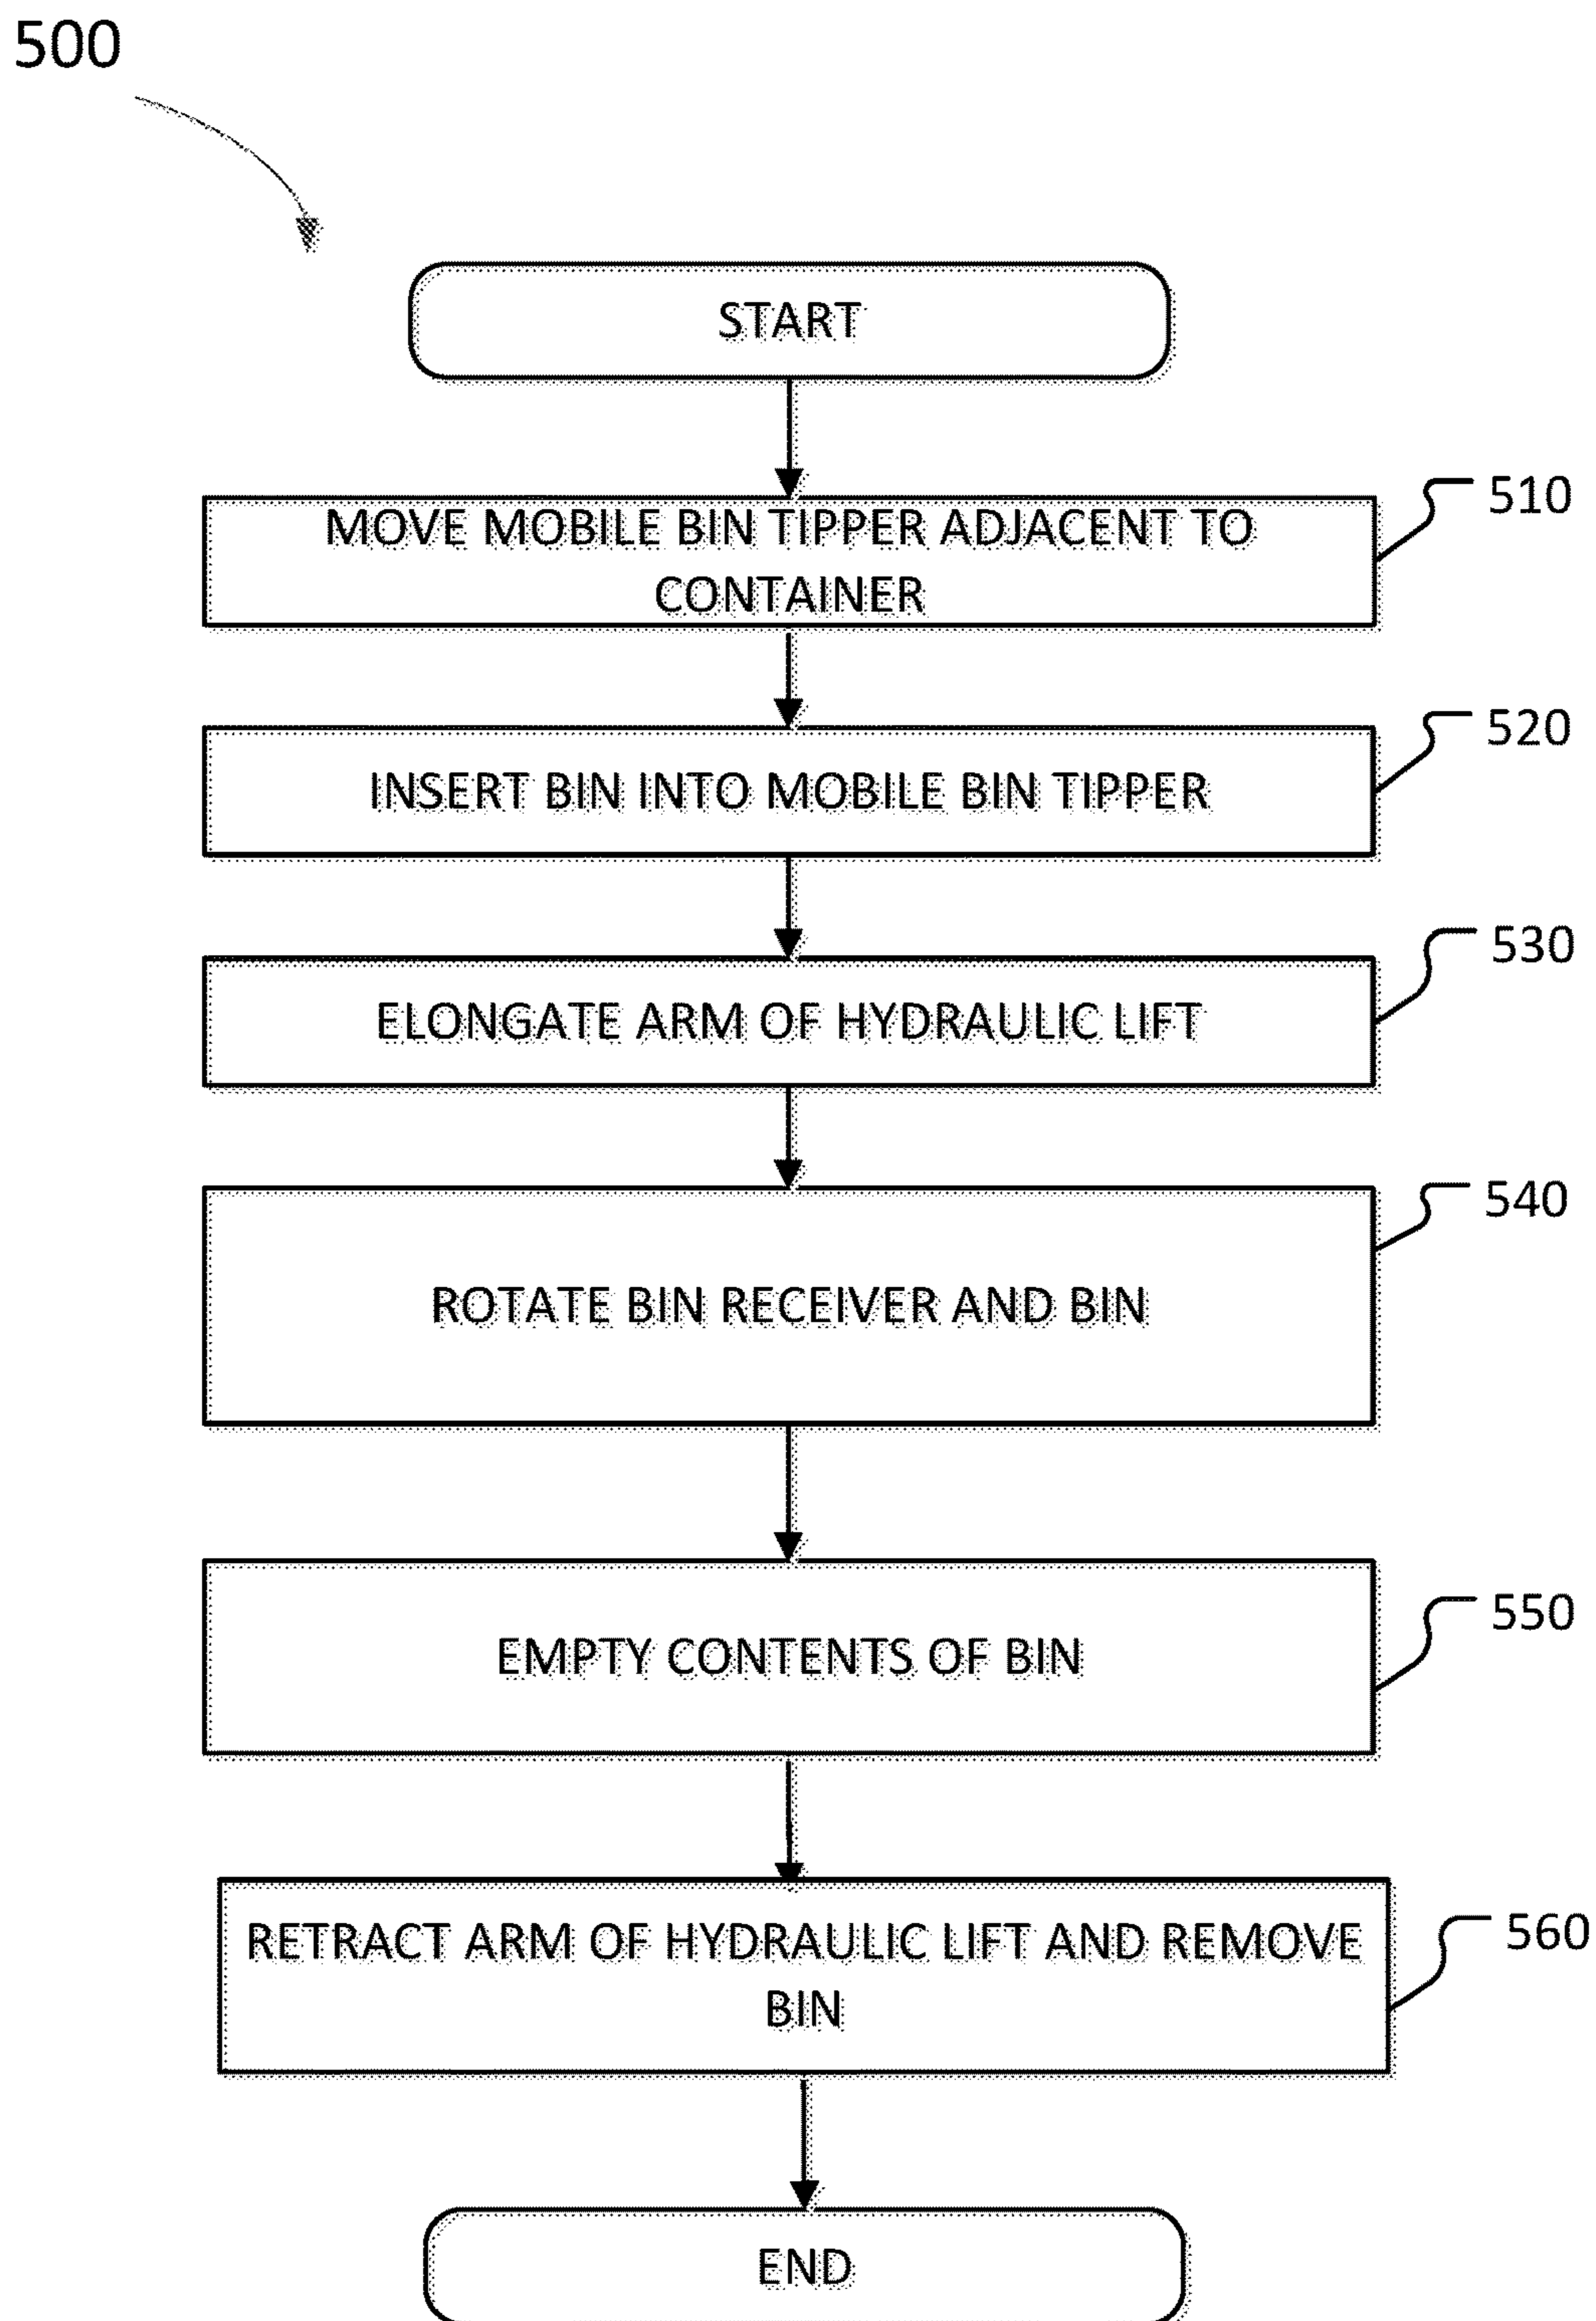 500
START
MOVE MOBILE BIN TIPPER ADJACENT TO
CONTAINER
510
INSERT BIN INTO MOBILE BIN TIPPER
520
ELONGATE ARM OF HYDRAULIC LIFT
530
ROTATE BIN RECEIVER AND BIN
540
EMPTY CONTENTS OF BIN
550
RETRACT ARM OF HYDRAULIC LIFT AND REMOVE
BIN
560
END